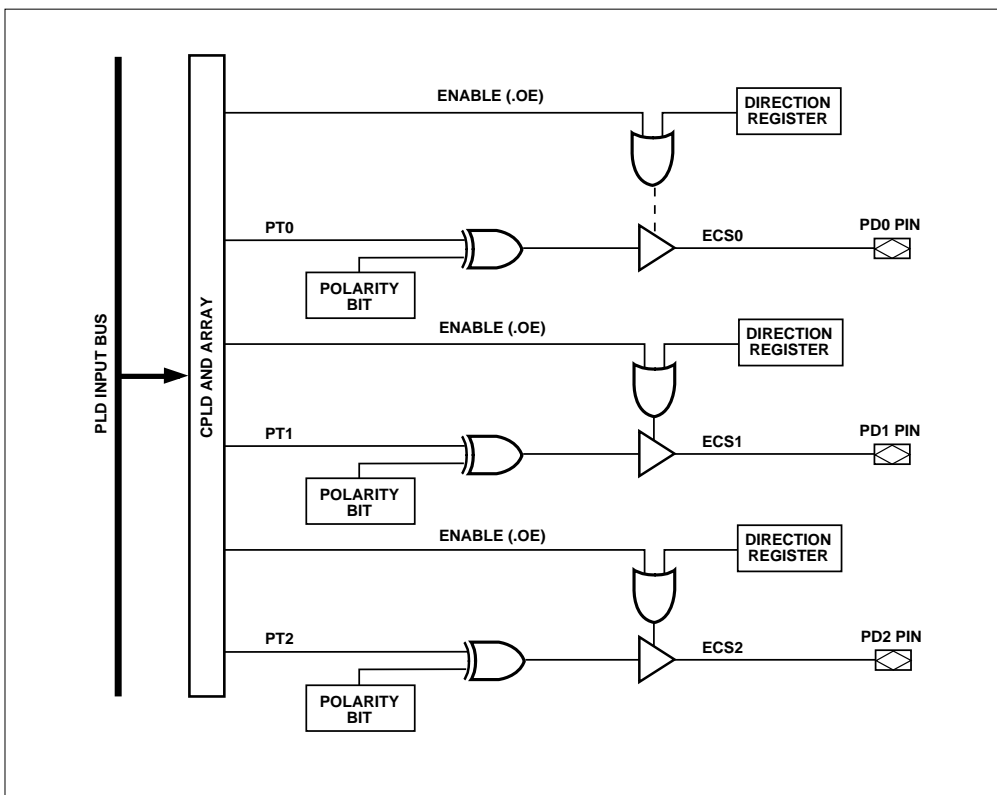 PLD INPUT BUS
CPLD AND ARRAY
ENABLE (.OE)
DIRECTION
REGISTER
PT0
POLARITY
BIT
ECS0
PD0 PIN
ENABLE (.OE)
DIRECTION
REGISTER
PT1
POLARITY
BIT
ECS1
PD1 PIN
ENABLE (.OE)
DIRECTION
REGISTER
PT2
POLARITY
BIT
ECS2
PD2 PIN